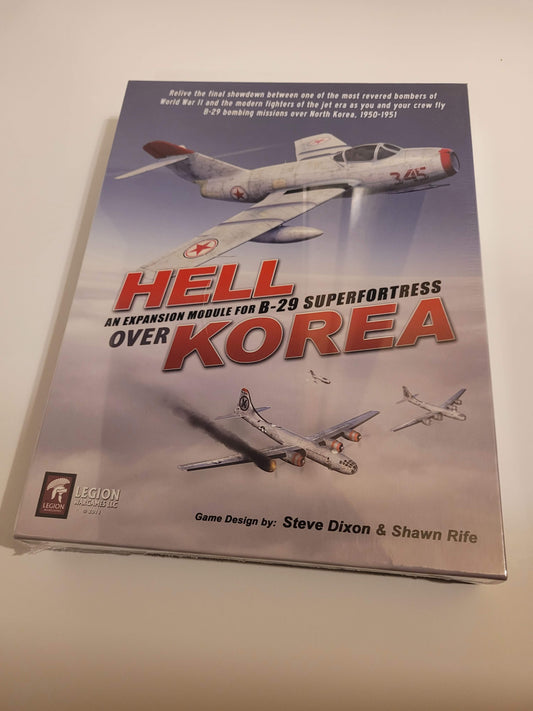 Relive the final showdown between one of the most revered bombers of
World War II and the modern fighters of the jet era as you and your crew fly
B-29 bombing missions over North Korea, 1950-1951
345
HELL
AN EXPANSION MODULE FOR B-29 SUPERFORTRESS
OVER KOREA
LEGION
WARGAMES LLC
LEGION
Game Design by: Steve Dixon & Shawn Rife